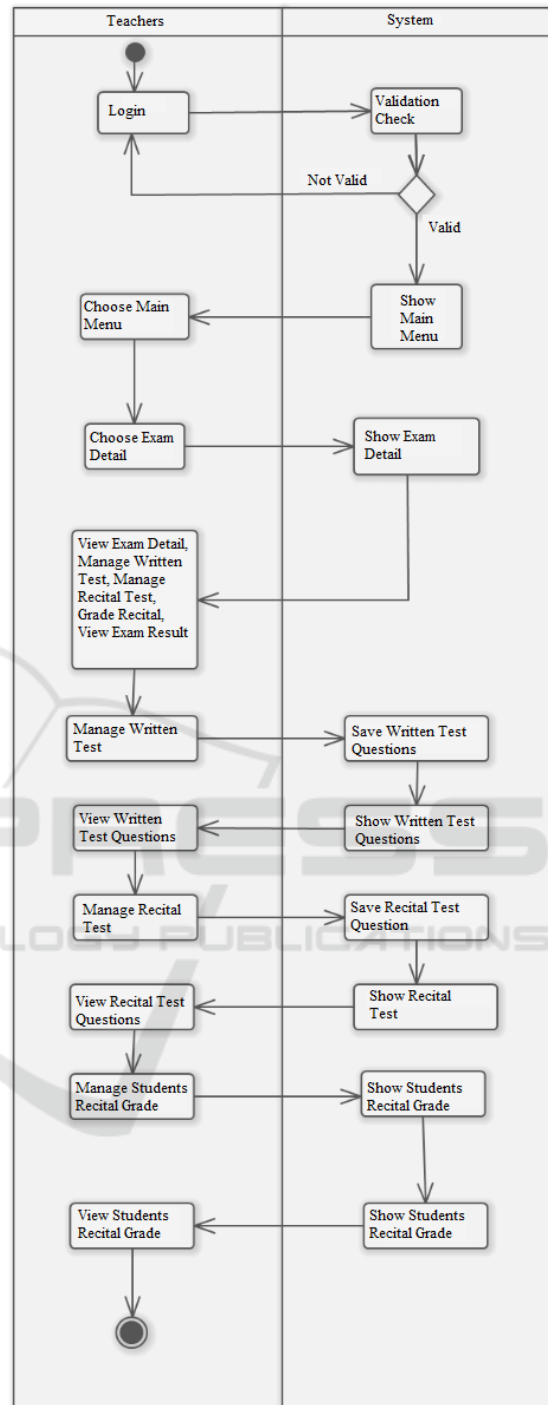 Teachers
System
Login
Validation
Check
Not Valid
Valid
Show
Main
Menu
Choose Main
Menu
Choose Exam
Detail
Show Exam
Detail
View Exam Detail,
Manage Written
Test, Manage
Recital Test,
Grade Recital,
View Exam Result
Manage Written
Test
Save Written Test
Questions
Show Written Test
Questions
View Written
Test Questions
Manage Recital
Test
Save Recital Test
Question
Show Recital
Test
View Recital Test
Questions
Manage Students
Recital Grade
Show Students
Recital Grade
Show Students
Recital Grade
View Students
Recital Grade
PRESS
LOGY PUBLICATIONS